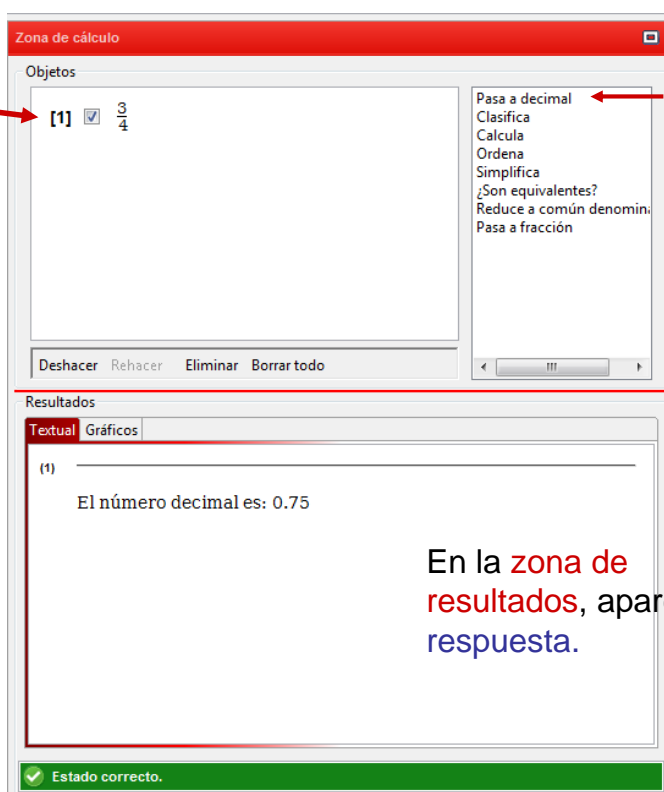 Zona de cálculo
Objetos
[1] 3/4
Pasa a decimal
Clasifica
Calcula
Ordena
Simplifica
¿Son equivalentes?
Reduce a común denomin
Pasa a fracción
Deshacer Rehacer Eliminar Borrar todo
Resultados
Textual Gráficos
(1)
El número decimal es: 0.75
En la zona de
resultados, apar
respuesta.
Estado correcto.